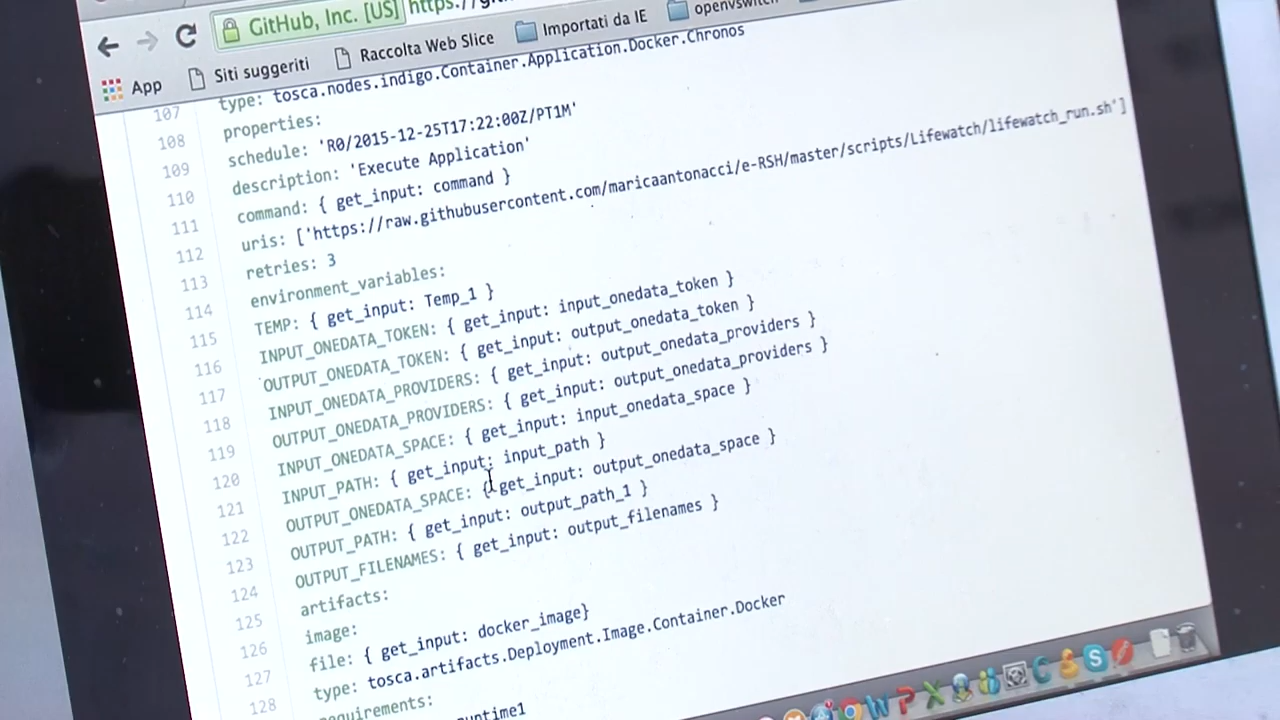 GitHub, Inc. [US]
App
Siti suggeriti
Raccolta Web Slice
Importati da IE
openvswitch
107 type: tosca.nodes.indigo.Container.Application.Docker.Chronos
108 properties:
109 schedule: 'R0/2015-12-25T17:22:00Z/PT1M'
110 description: 'Execute Application'
111 command: { get_input: command }
112 uris: ['https://raw.githubusercontent.com/maricaantonacci/e-RSH/master/scripts/Lifewatch/lifewatch_run.sh']
113 retries: 3
114 environment_variables:
115 TEMP: { get_input: Temp_1 }
116 INPUT_ONEDATA_TOKEN: { get_input: input_onedata_token }
117 OUTPUT_ONEDATA_TOKEN: { get_input: output_onedata_token }
118 INPUT_ONEDATA_PROVIDERS: { get_input: output_onedata_providers }
119 OUTPUT_ONEDATA_PROVIDERS: { get_input: output_onedata_providers }
120 INPUT_ONEDATA_SPACE: { get_input: input_onedata_space }
121 INPUT_PATH: { get_input: input_path }
122 OUTPUT_ONEDATA_SPACE: { get_input: output_onedata_space }
123 OUTPUT_PATH: { get_input: output_path_1 }
124 OUTPUT_FILENAMES: { get_input: output_filenames }
125 artifacts:
126 image:
127 file: { get_input: docker_image}
128 type: tosca.artifacts.Deployment.Image.Container.Docker